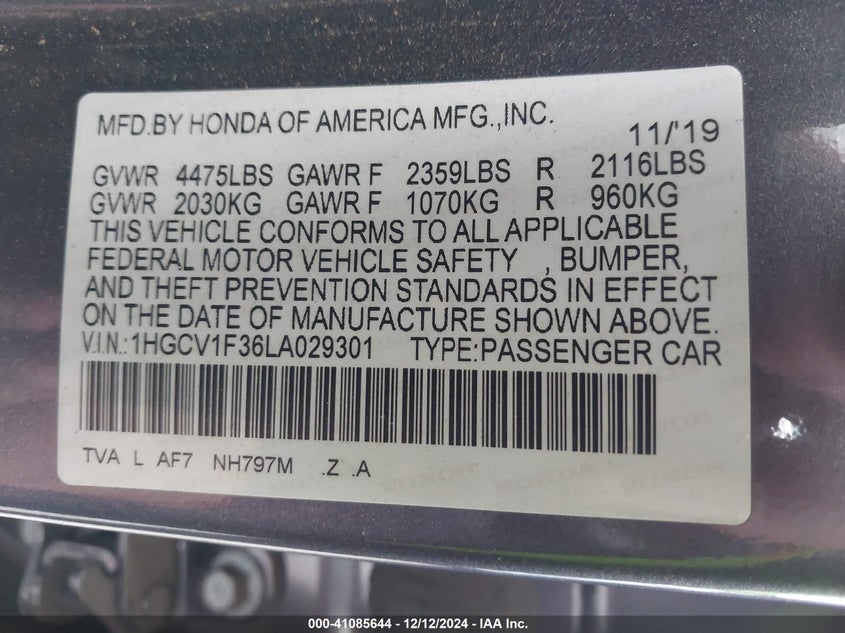 MFD.BY HONDA OF AMERICA MFG.,INC. 11/'19
GVWR 4475LBS GAWR F 2359LBS R 2116LBS
GVWR 2030KG GAWR F 1070KG R 960KG
THIS VEHICLE CONFORMS TO ALL APPLICABLE
FEDERAL MOTOR VEHICLE SAFETY , BUMPER,
AND THEFT PREVENTION STANDARDS IN EFFECT
ON THE DATE OF MANUFACTURE SHOWN ABOVE.
V.I.N.:1HGCV1F36LA029301 TYPE:PASSENGER CAR
TVA L AF7 NH797M .Z .A
000-41085644 - 12/12/2024 - IAA Inc.